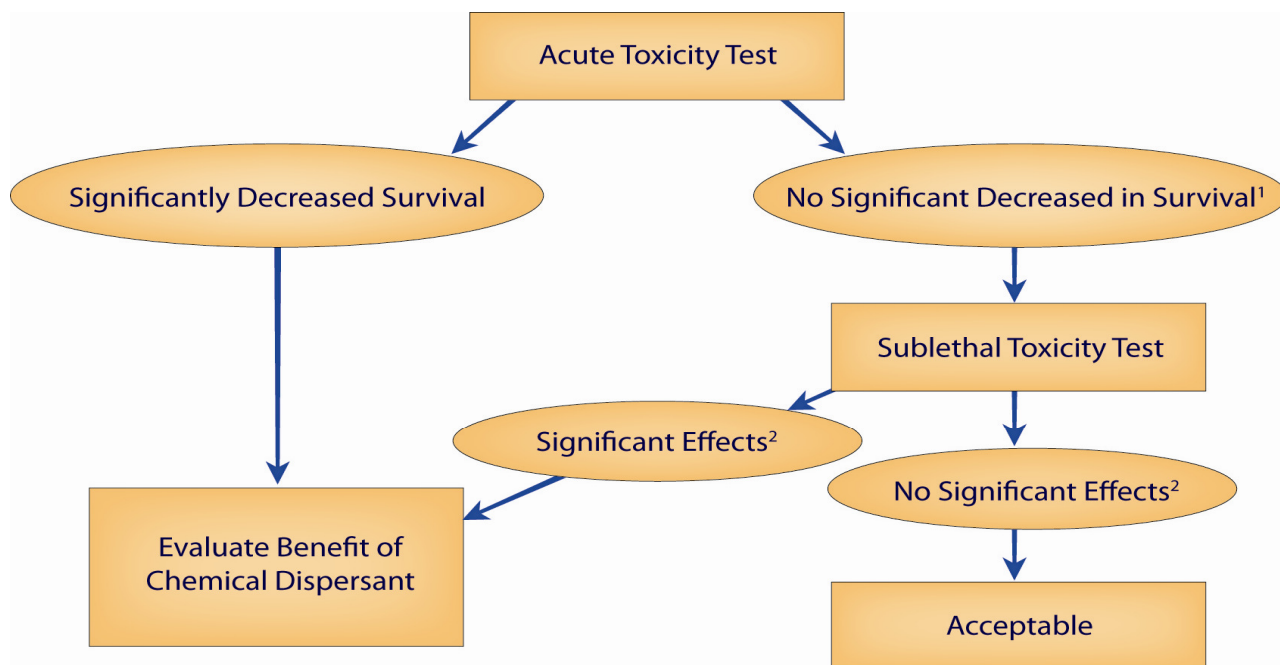 Acute Toxicity Test
Significantly Decreased Survival
No Significant Decreased in Survival¹
Sublethal Toxicity Test
Significant Effects²
No Significant Effects²
Evaluate Benefit of
Chemical Dispersant
Acceptable